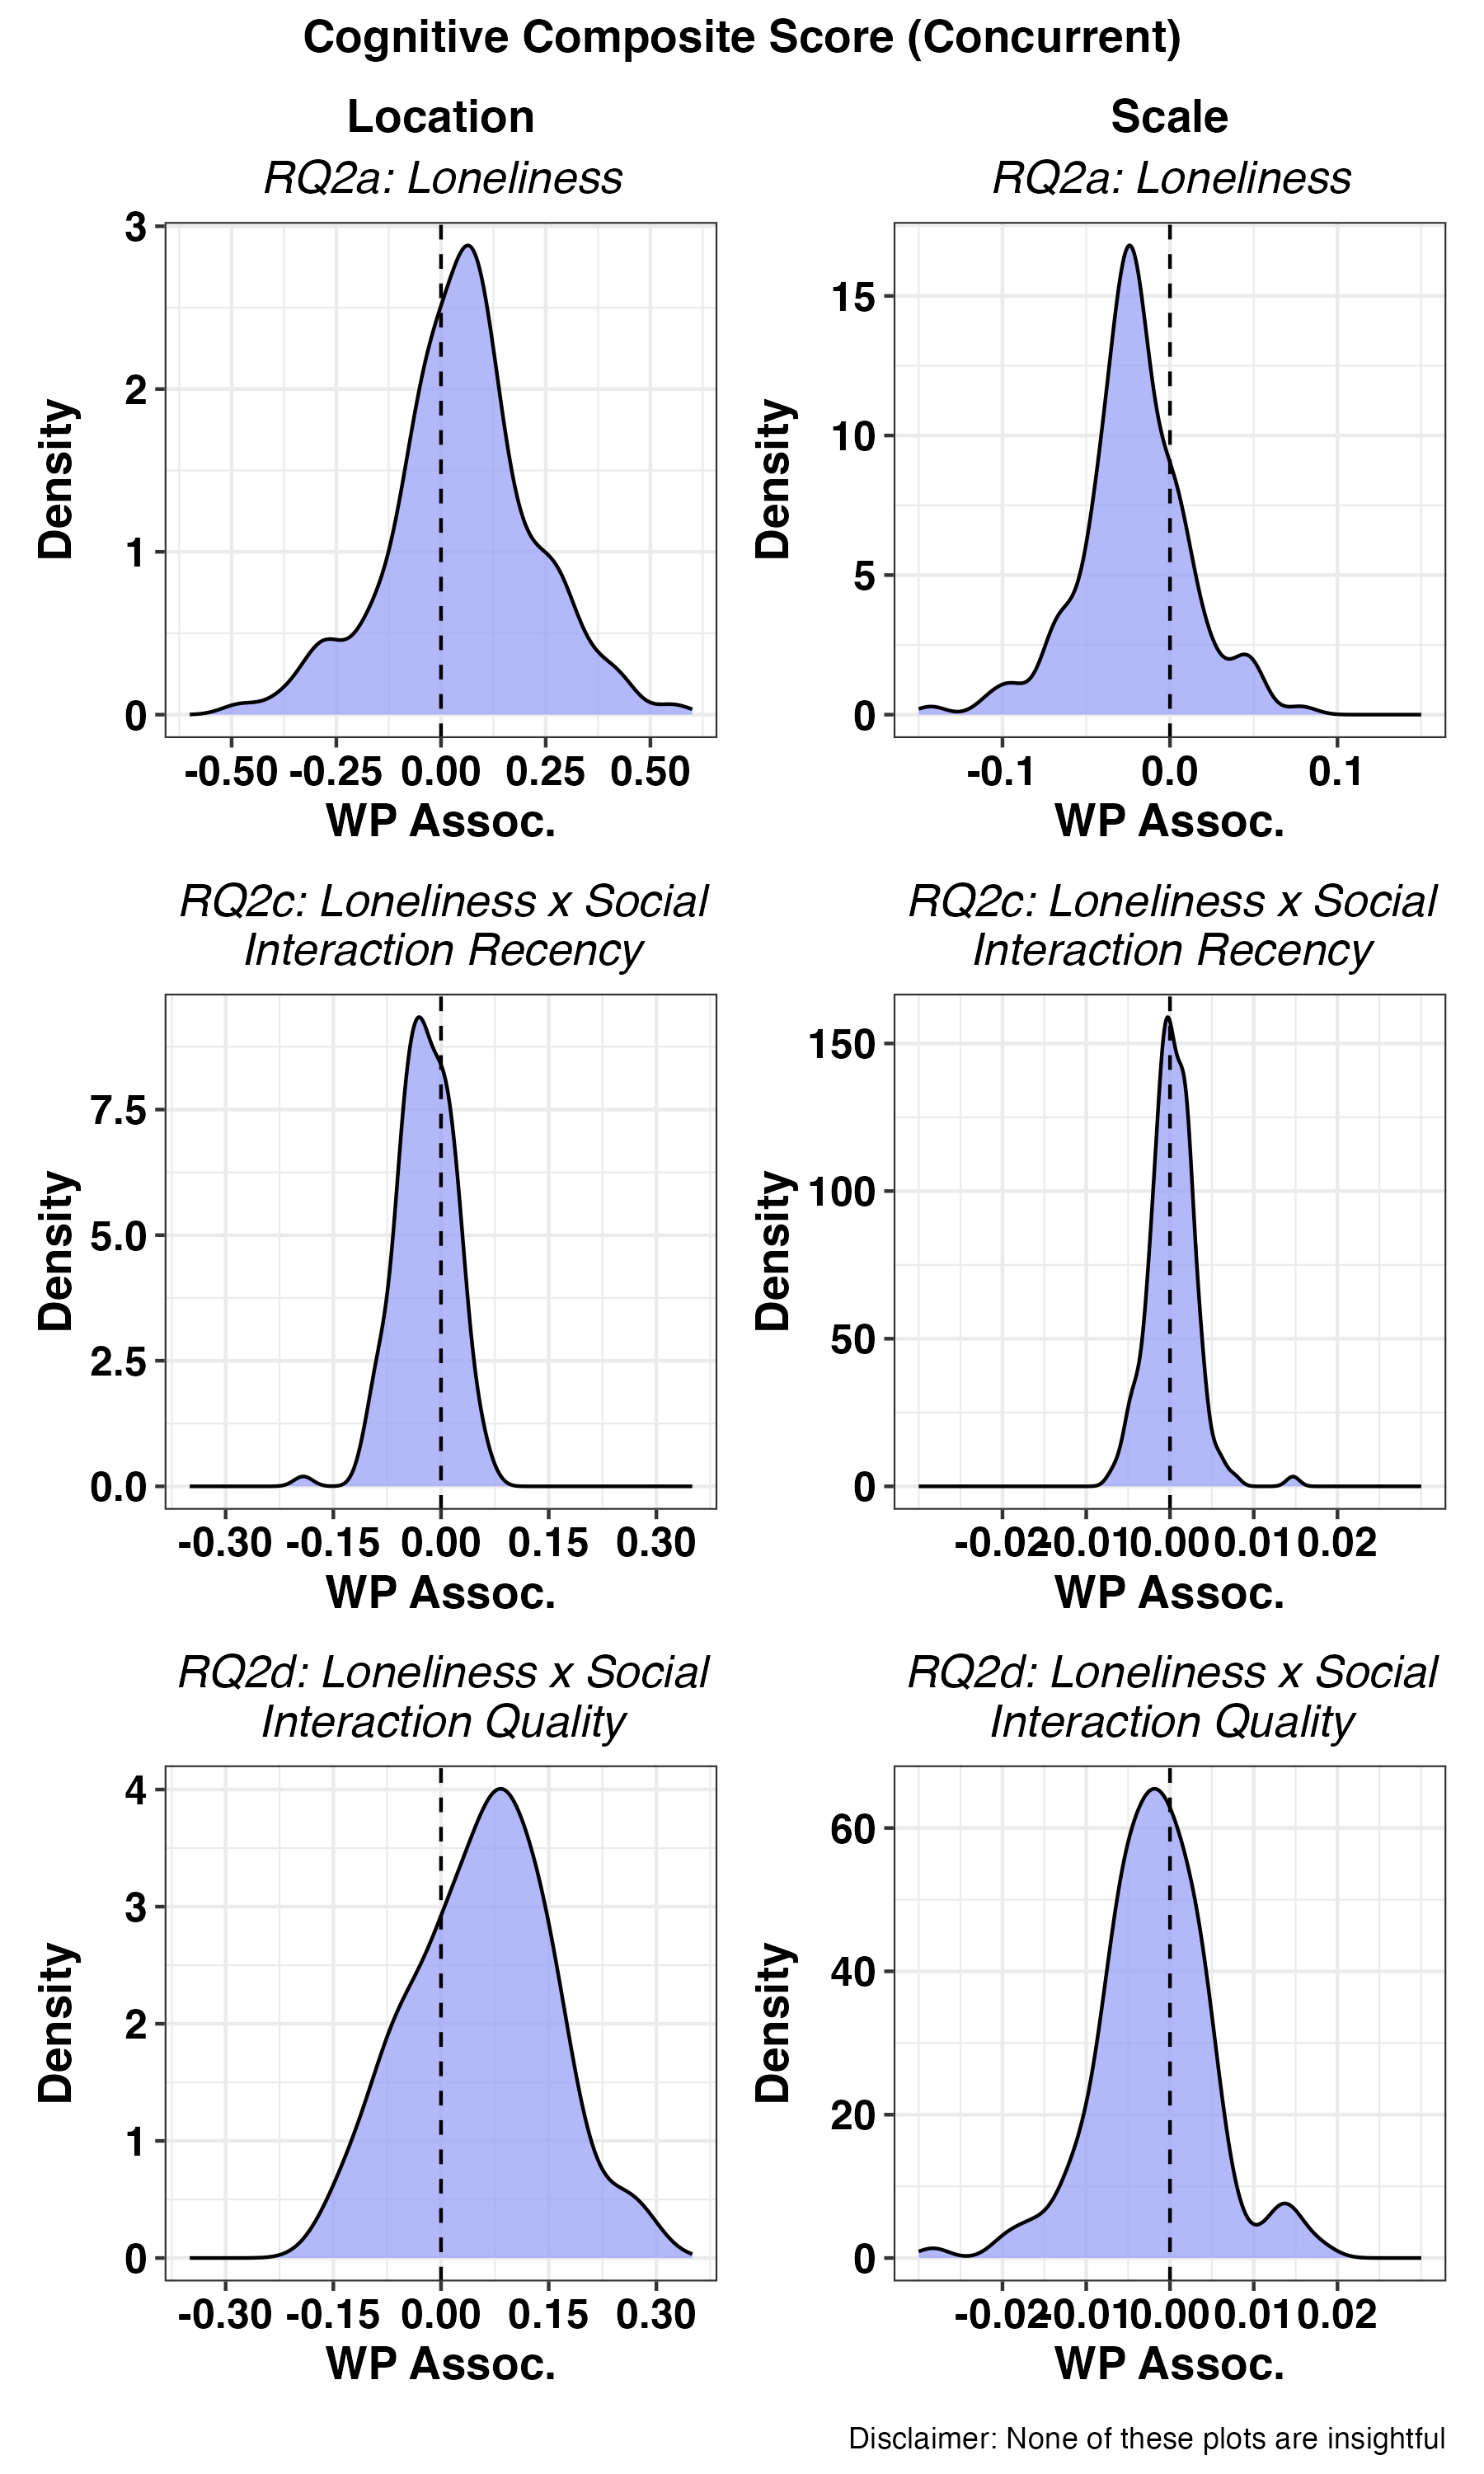 Cognitive Composite Score (Concurrent)
Location
RQ2a: Loneliness
Density
3
2
1
0
-0.50 -0.25 0.00 0.25 0.50
WP Assoc.
Scale
RQ2a: Loneliness
Density
15
10
5
0
-0.1 0.0 0.1
WP Assoc.
RQ2c: Loneliness x Social
Interaction Recency
Density
7.5
5.0
2.5
0.0
-0.30 -0.15 0.00 0.15 0.30
WP Assoc.
RQ2c: Loneliness x Social
Interaction Recency
Density
150
100
50
0
-0.02 -0.01 0.00 0.01 0.02
WP Assoc.
RQ2d: Loneliness x Social
Interaction Quality
Density
4
3
2
1
0
-0.30 -0.15 0.00 0.15 0.30
WP Assoc.
RQ2d: Loneliness x Social
Interaction Quality
Density
60
40
20
0
-0.02 -0.01 0.00 0.01 0.02
WP Assoc.
Disclaimer: None of these plots are insightful